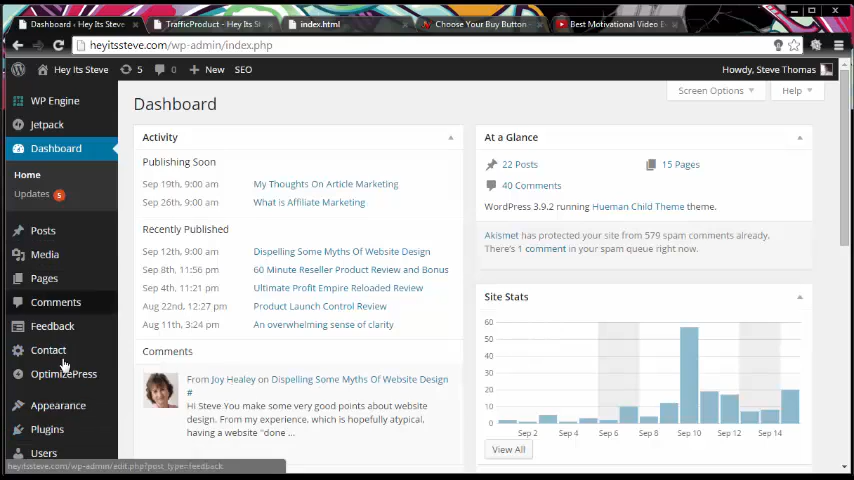 Dashboard ‹ Hey Its Steve
TrafficProduct – Hey Its St
index.html
Choose Your Buy Button
Best Motivational Video E
heyitssteve.com/wp-admin/index.php
Hey Its Steve 5 0 + New SEO Howdy, Steve Thomas
WP Engine
Jetpack
Dashboard
Home
Updates 5
Posts
Media
Pages
Comments
Feedback
Contact
OptimizePress
Appearance
Plugins
Users
heyitssteve.com/wp-admin/edit.php?post_type=feedback
Screen Options Help
Dashboard
Activity
Publishing Soon
Sep 19th, 9:00 am My Thoughts On Article Marketing
Sep 26th, 9:00 am What is Affiliate Marketing
Recently Published
Sep 12th, 9:00 am Dispelling Some Myths Of Website Design
Sep 8th, 11:56 pm 60 Minute Reseller Product Review and Bonus
Sep 4th, 11:21 pm Ultimate Profit Empire Reloaded Review
Aug 22nd, 12:27 pm Product Launch Control Review
Aug 11th, 3:24 pm An overwhelming sense of clarity
Comments
From Joy Healey on Dispelling Some Myths Of Website Design
#
Hi Steve You make some very good points about website
design. From my experience, which is hopefully atypical,
having a website "done ...
At a Glance
22 Posts 15 Pages
40 Comments
WordPress 3.9.2 running Hueman Child Theme theme.
Akismet has protected your site from 579 spam comments already.
There's 1 comment in your spam queue right now.
Site Stats
60
50
40
30
20
10
0
Sep 2 Sep 4 Sep 6 Sep 8 Sep 10 Sep 12 Sep 14
View All